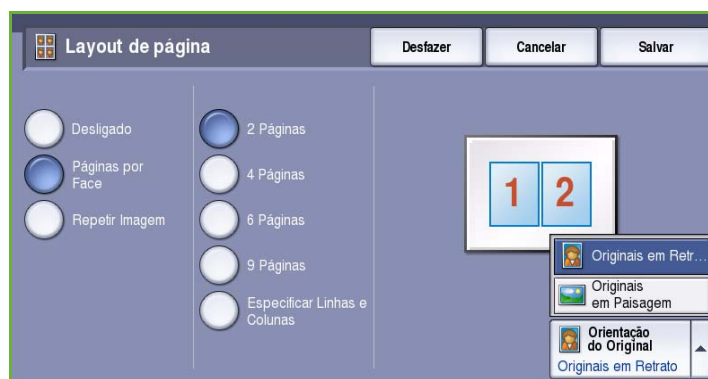 Layout de página
Desfazer
Cancelar
Salvar
Desligado
Páginas por
Face
Repetir Imagem
2 Páginas
4 Páginas
6 Páginas
9 Páginas
Especificar Linhas e
Colunas
1 2
Originais em Retr...
Originais
em Paisagem
Orientação
do Original
Originais em Retrato